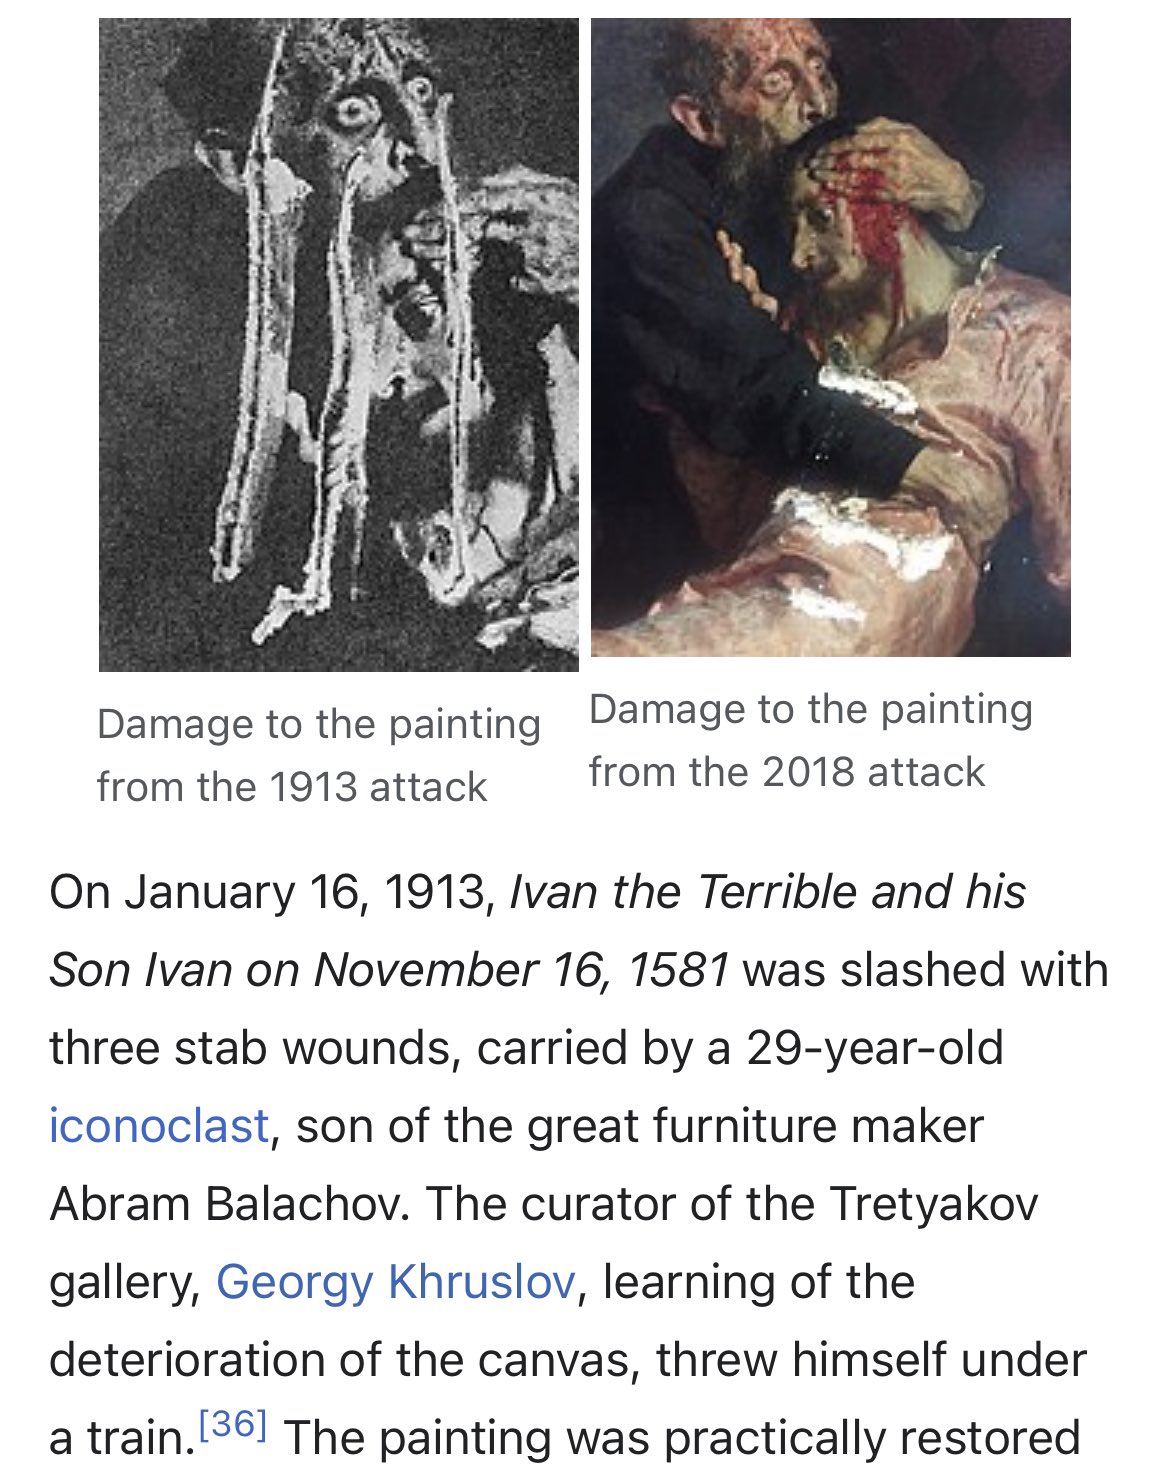 Damage to the painting
from the 1913 attack
Damage to the painting
from the 2018 attack
On January 16, 1913, Ivan the Terrible and his
Son Ivan on November 16, 1581 was slashed with
three stab wounds, carried by a 29-year-old
iconoclast, son of the great furniture maker
Abram Balachov. The curator of the Tretyakov
gallery, Georgy Khruslov, learning of the
deterioration of the canvas, threw himself under
a train.[36] The painting was practically restored